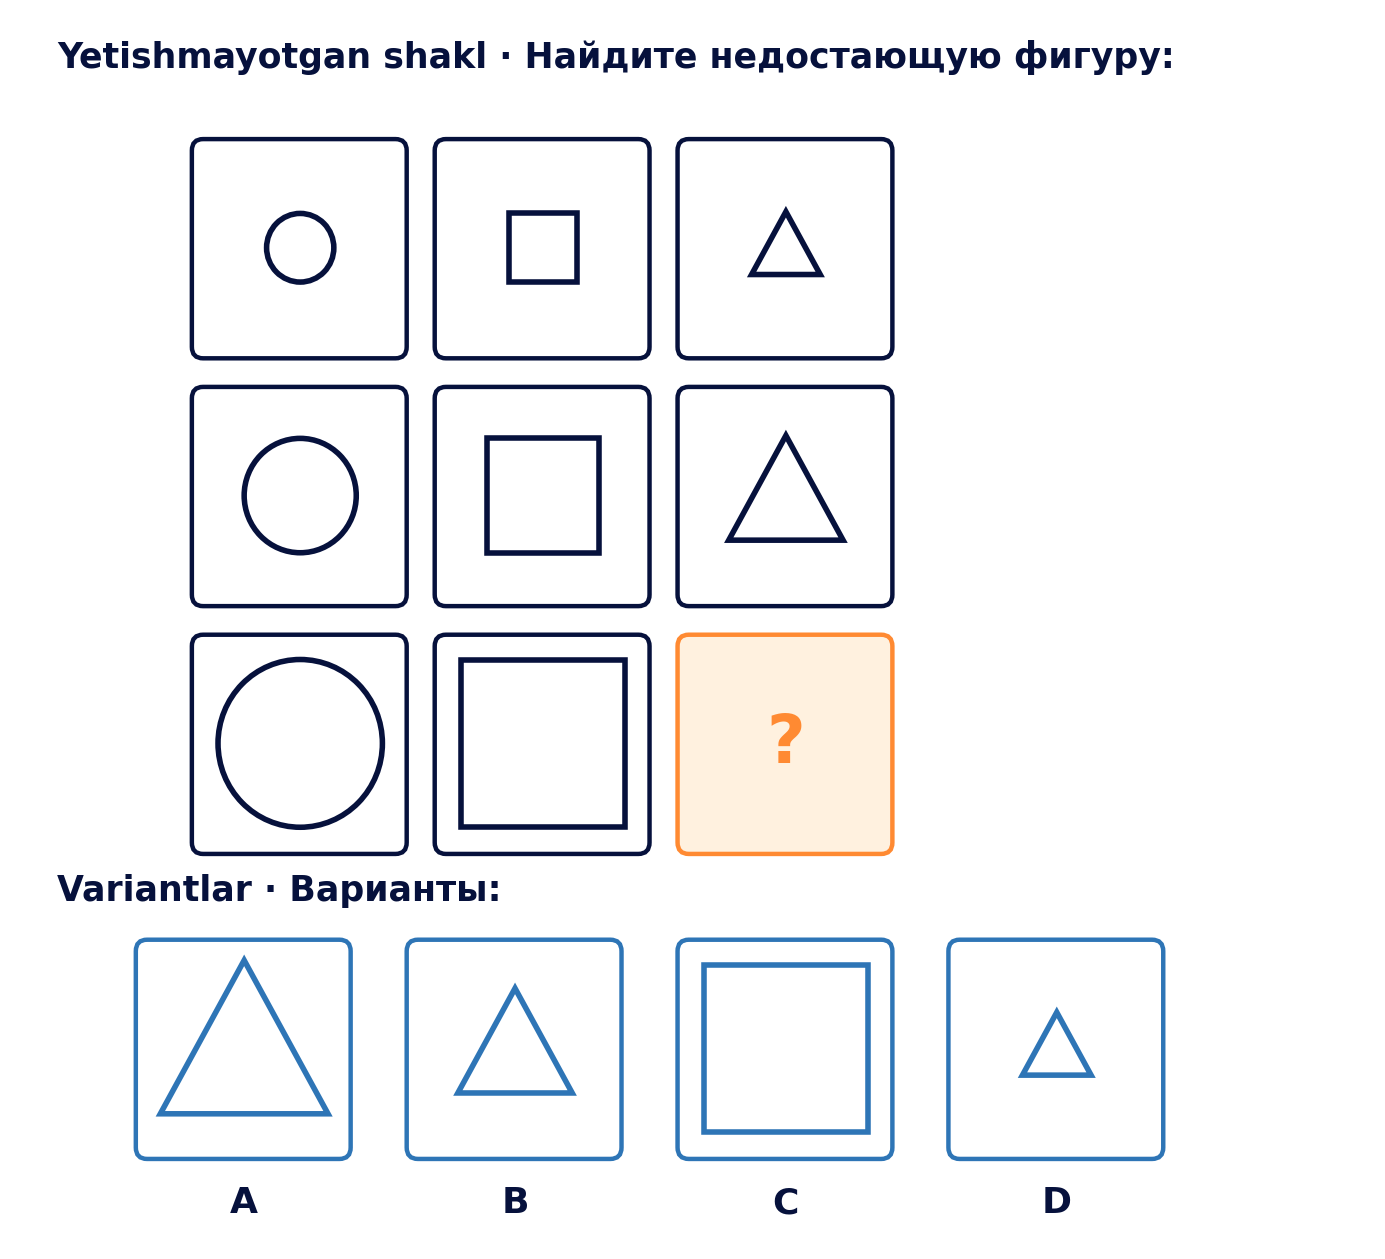 Yetishmayotgan shakl · Найдите недостающую фигуру:
?
Variantlar · Варианты:
A B C D